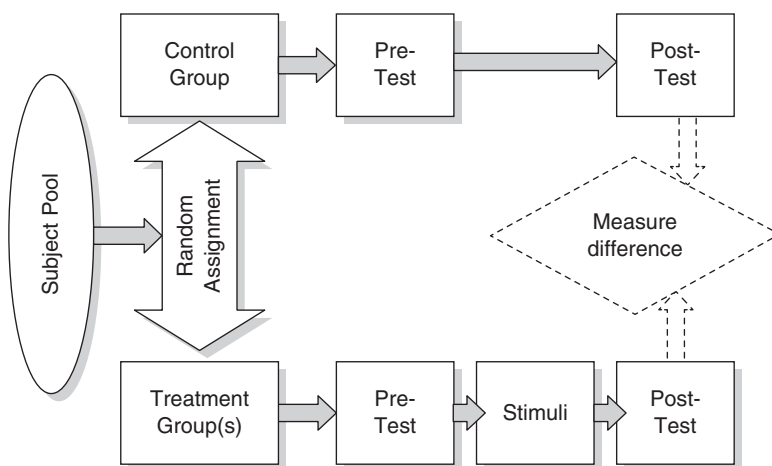 Control
Group
Pre-
Test
Post-
Test
Subject Pool
Random
Assignment
Measure
difference
Treatment
Group(s)
Pre-
Test
Stimuli
Post-
Test